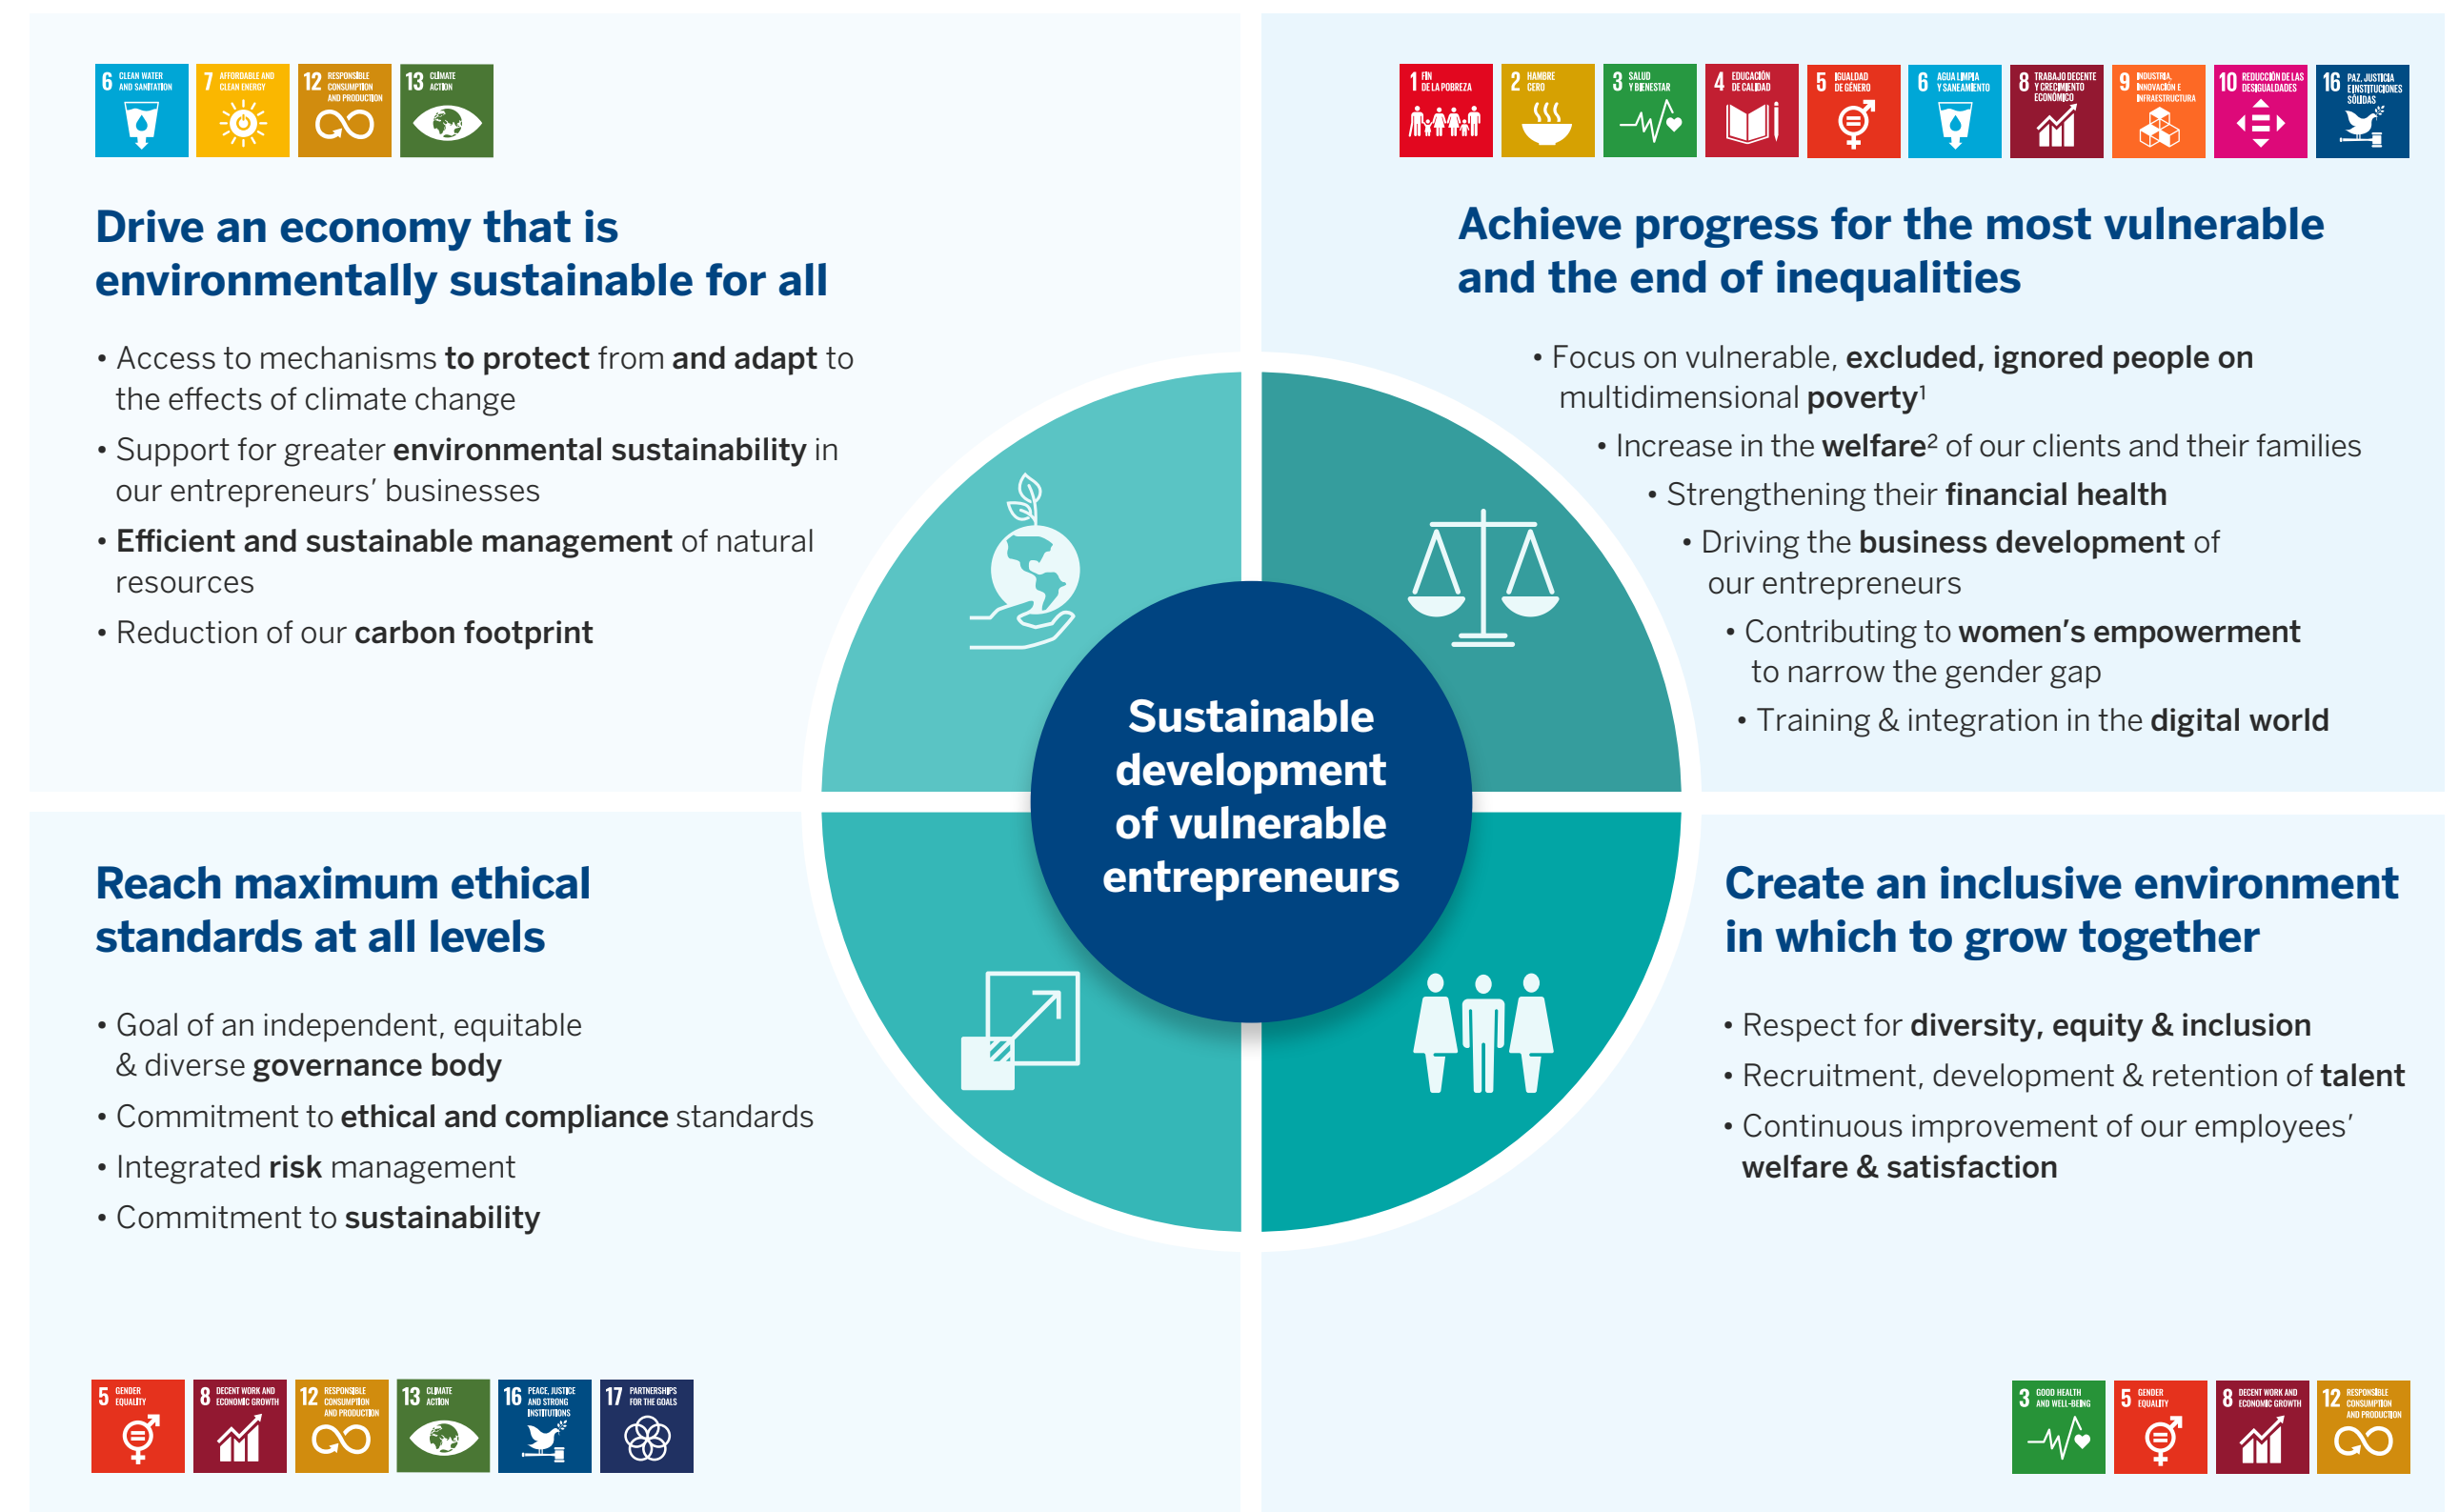 6 CLEAN WATER
AND SANITATION
7 AFFORDABLE AND
CLEAN ENERGY
12 RESPONSIBLE
CONSUMPTION
AND PRODUCTION
13 CLIMATE
ACTION
Drive an economy that is
environmentally sustainable for all
• Access to mechanisms to protect from and adapt to
the effects of climate change
• Support for greater environmental sustainability in
our entrepreneurs’ businesses
• Efficient and sustainable management of natural
resources
• Reduction of our carbon footprint
1 FIN
DE LA POBREZA
2 HAMBRE
CERO
3 SALUD
Y BIENESTAR
4 EDUCACIÓN
DE CALIDAD
5 IGUALDAD
DE GÉNERO
6 AGUA LIMPIA
Y SANEAMIENTO
8 TRABAJO DECENTE
Y CRECIMIENTO
ECONÓMICO
9 INDUSTRIA,
INNOVACIÓN E
INFRAESTRUCTURA
10 REDUCCIÓN DE LAS
DESIGUALDADES
16 PAZ, JUSTICIA
E INSTITUCIONES
SÓLIDAS
Achieve progress for the most vulnerable
and the end of inequalities
• Focus on vulnerable, excluded, ignored people on
multidimensional poverty¹
• Increase in the welfare² of our clients and their families
• Strengthening their financial health
• Driving the business development of
our entrepreneurs
• Contributing to women’s empowerment
to narrow the gender gap
• Training & integration in the digital world
Sustainable
development
of vulnerable
entrepreneurs
Reach maximum ethical
standards at all levels
• Goal of an independent, equitable
& diverse governance body
• Commitment to ethical and compliance standards
• Integrated risk management
• Commitment to sustainability
5 GENDER
EQUALITY
8 DECENT WORK AND
ECONOMIC GROWTH
12 RESPONSIBLE
CONSUMPTION
AND PRODUCTION
13 CLIMATE
ACTION
16 PEACE, JUSTICE
AND STRONG
INSTITUTIONS
17 PARTNERSHIPS
FOR THE GOALS
Create an inclusive environment
in which to grow together
• Respect for diversity, equity & inclusion
• Recruitment, development & retention of talent
• Continuous improvement of our employees’
welfare & satisfaction
3 GOOD HEALTH
AND WELL-BEING
5 GENDER
EQUALITY
8 DECENT WORK AND
ECONOMIC GROWTH
12 RESPONSIBLE
CONSUMPTION
AND PRODUCTION